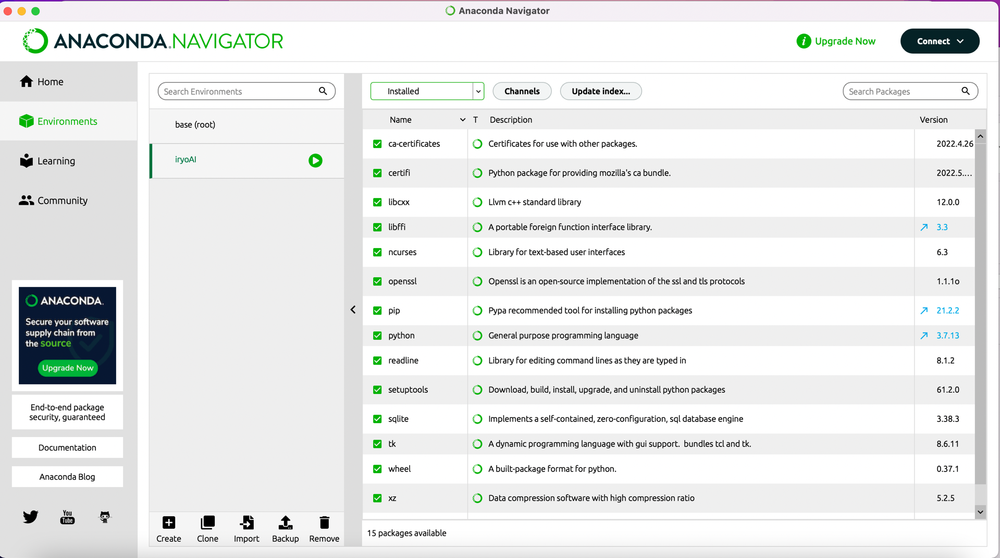 Anaconda Navigator
ANACONDA.NAVIGATOR
i Upgrade Now
Connect
Home
Environments
Learning
Community
ANACONDA.
Secure your software
supply chain from
the source
Upgrade Now
End-to-end package
security, guaranteed
Documentation
Anaconda Blog
You
Tube
Search Environments
base (root)
iryoAI
Create Clone Import Backup Remove
Installed Channels Update index... Search Packages
Name T Description Version
ca-certificates Certificates for use with other packages. 2022.4.26
certifi Python package for providing mozilla's ca bundle. 2022.5.…
libcxx Llvm c++ standard library 12.0.0
libffi A portable foreign function interface library. 3.3
ncurses Library for text-based user interfaces 6.3
openssl Openssl is an open-source implementation of the ssl and tls protocols 1.1.1o
pip Pypa recommended tool for installing python packages 21.2.2
python General purpose programming language 3.7.13
readline Library for editing command lines as they are typed in 8.1.2
setuptools Download, build, install, upgrade, and uninstall python packages 61.2.0
sqlite Implements a self-contained, zero-configuration, sql database engine 3.38.3
tk A dynamic programming language with gui support.  bundles tcl and tk. 8.6.11
wheel A built-package format for python. 0.37.1
xz Data compression software with high compression ratio 5.2.5
15 packages available